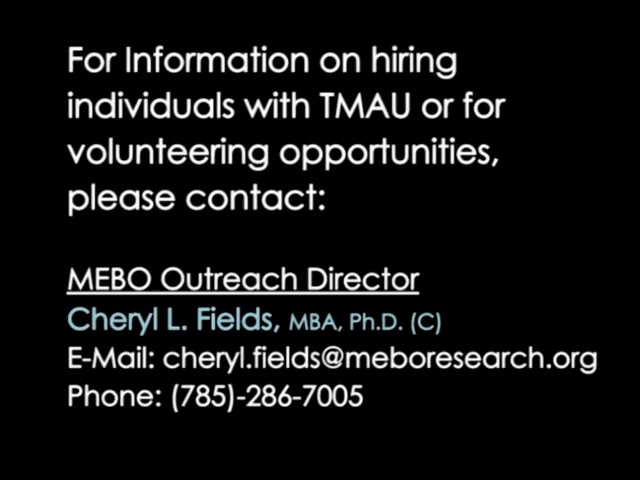 For Information on hiring
individuals with TMAU or for
volunteering opportunities,
please contact:
MEBO Outreach Director
Cheryl L. Fields, MBA, Ph.D. (C)
E-Mail: cheryl.fields@meboresearch.org
Phone: (785)-286-7005